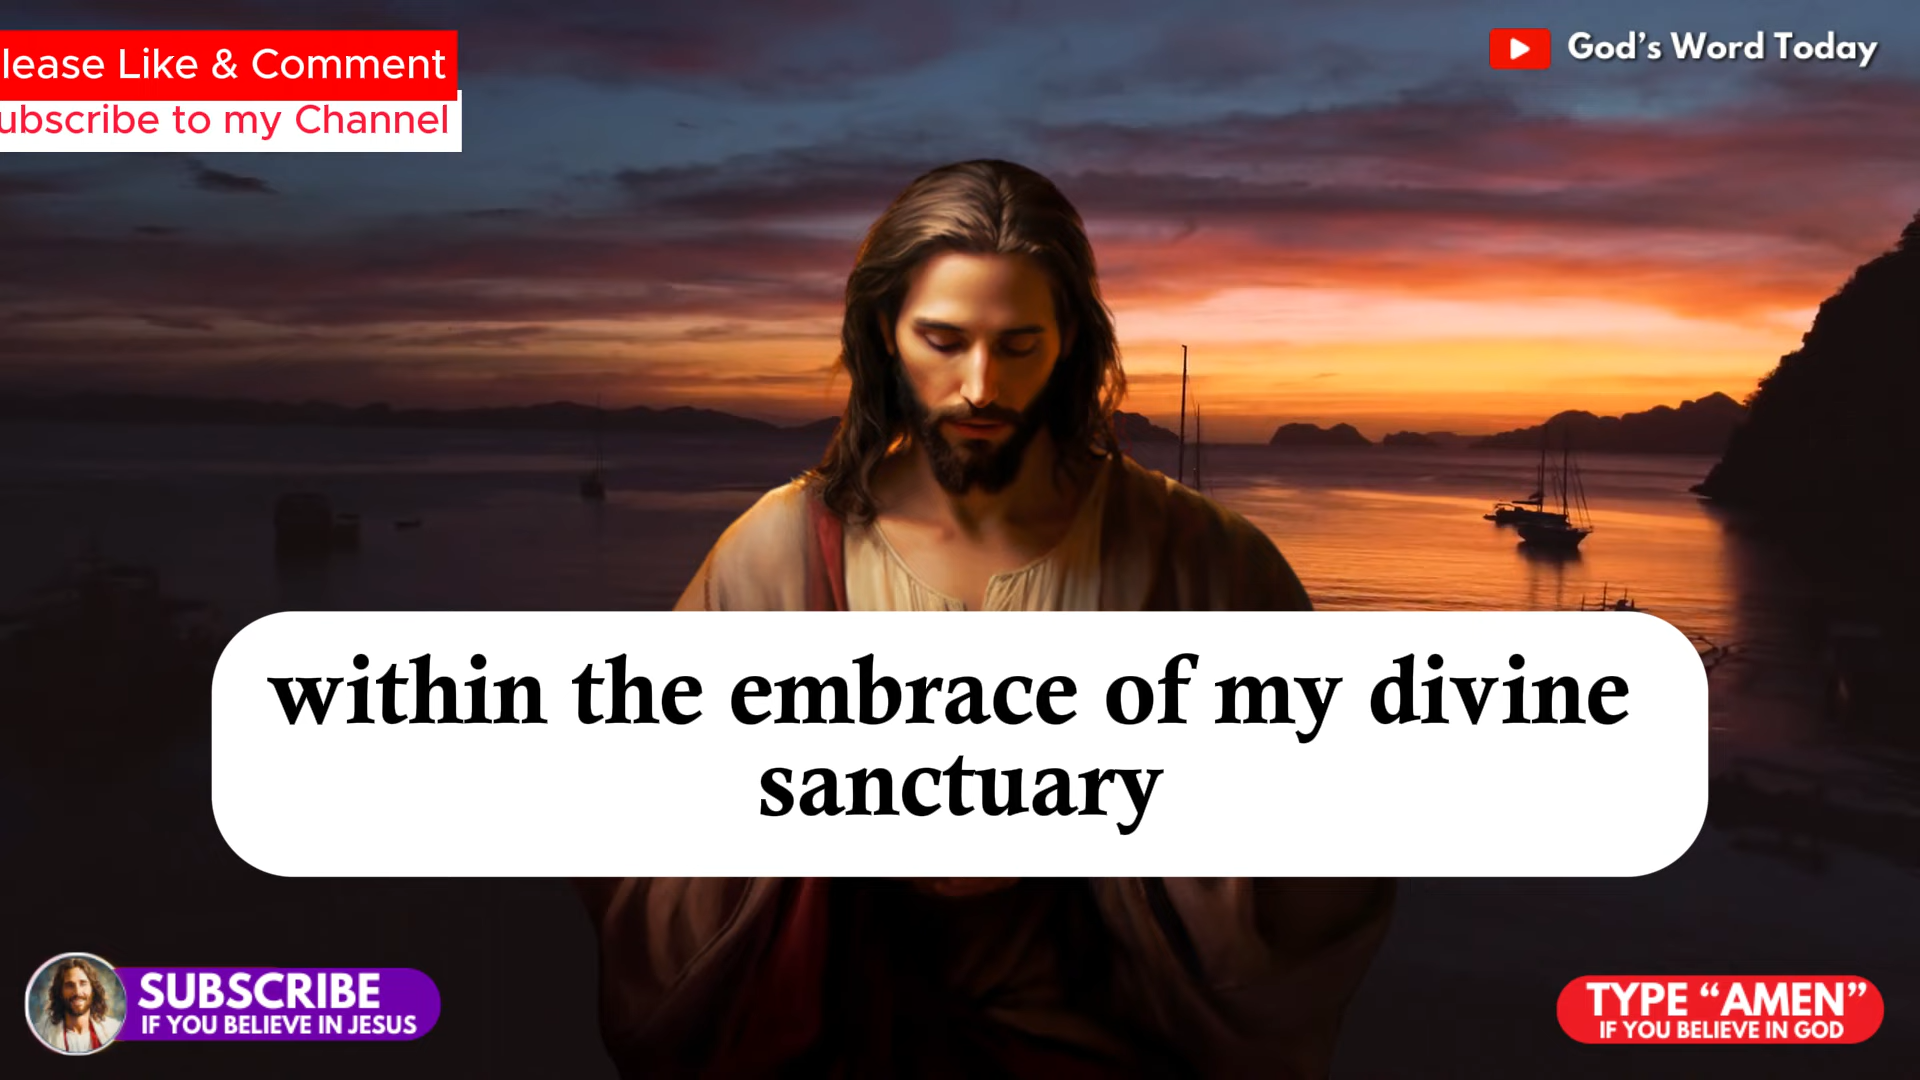 lease Like & Comment
ubscribe to my Channel
God's Word Today
within the embrace of my divine
sanctuary
SUBSCRIBE
IF YOU BELIEVE IN JESUS
TYPE “AMEN”
IF YOU BELIEVE IN GOD